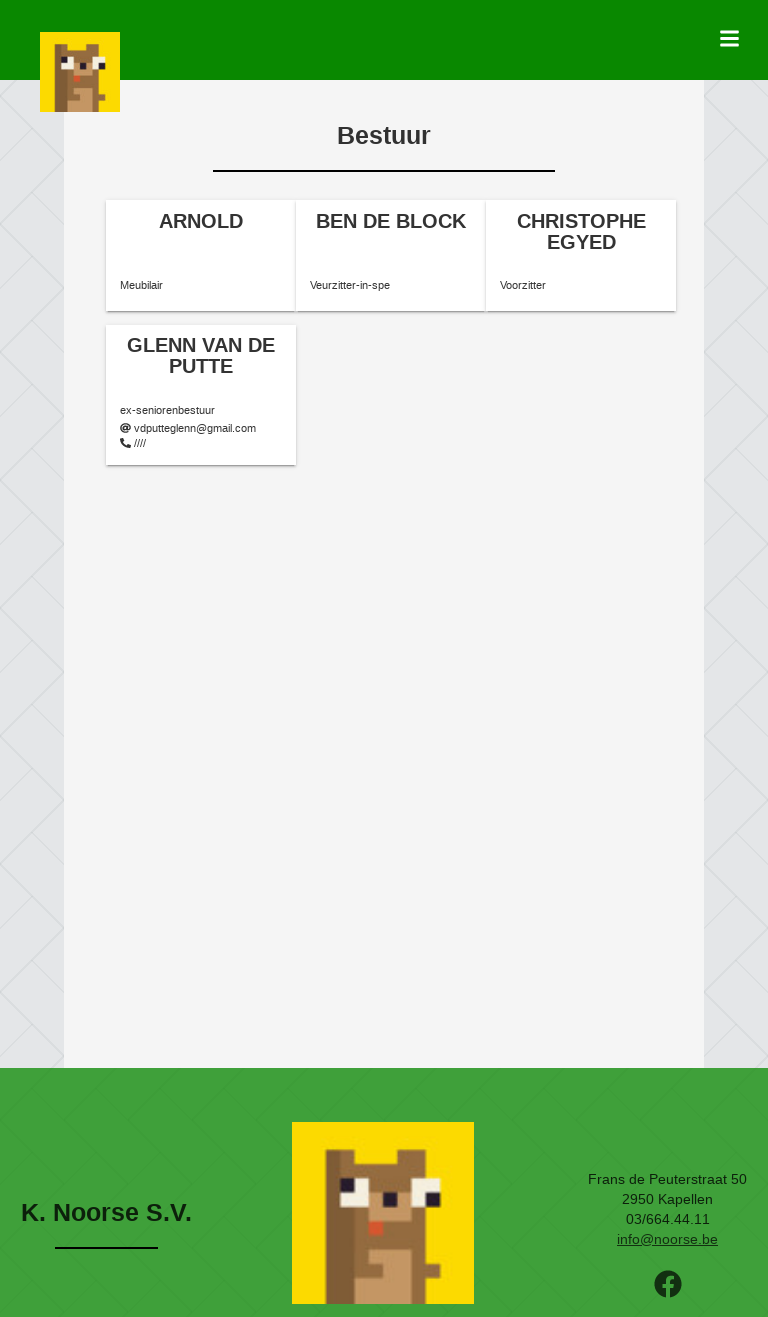 Bestuur
ARNOLD
Meubilair
BEN DE BLOCK
Veurzitter-in-spe
CHRISTOPHE
EGYED
Voorzitter
GLENN VAN DE
PUTTE
ex-seniorenbestuur
vdputteglenn@gmail.com
////
K. Noorse S.V.
Frans de Peuterstraat 50
2950 Kapellen
03/664.44.11
info@noorse.be